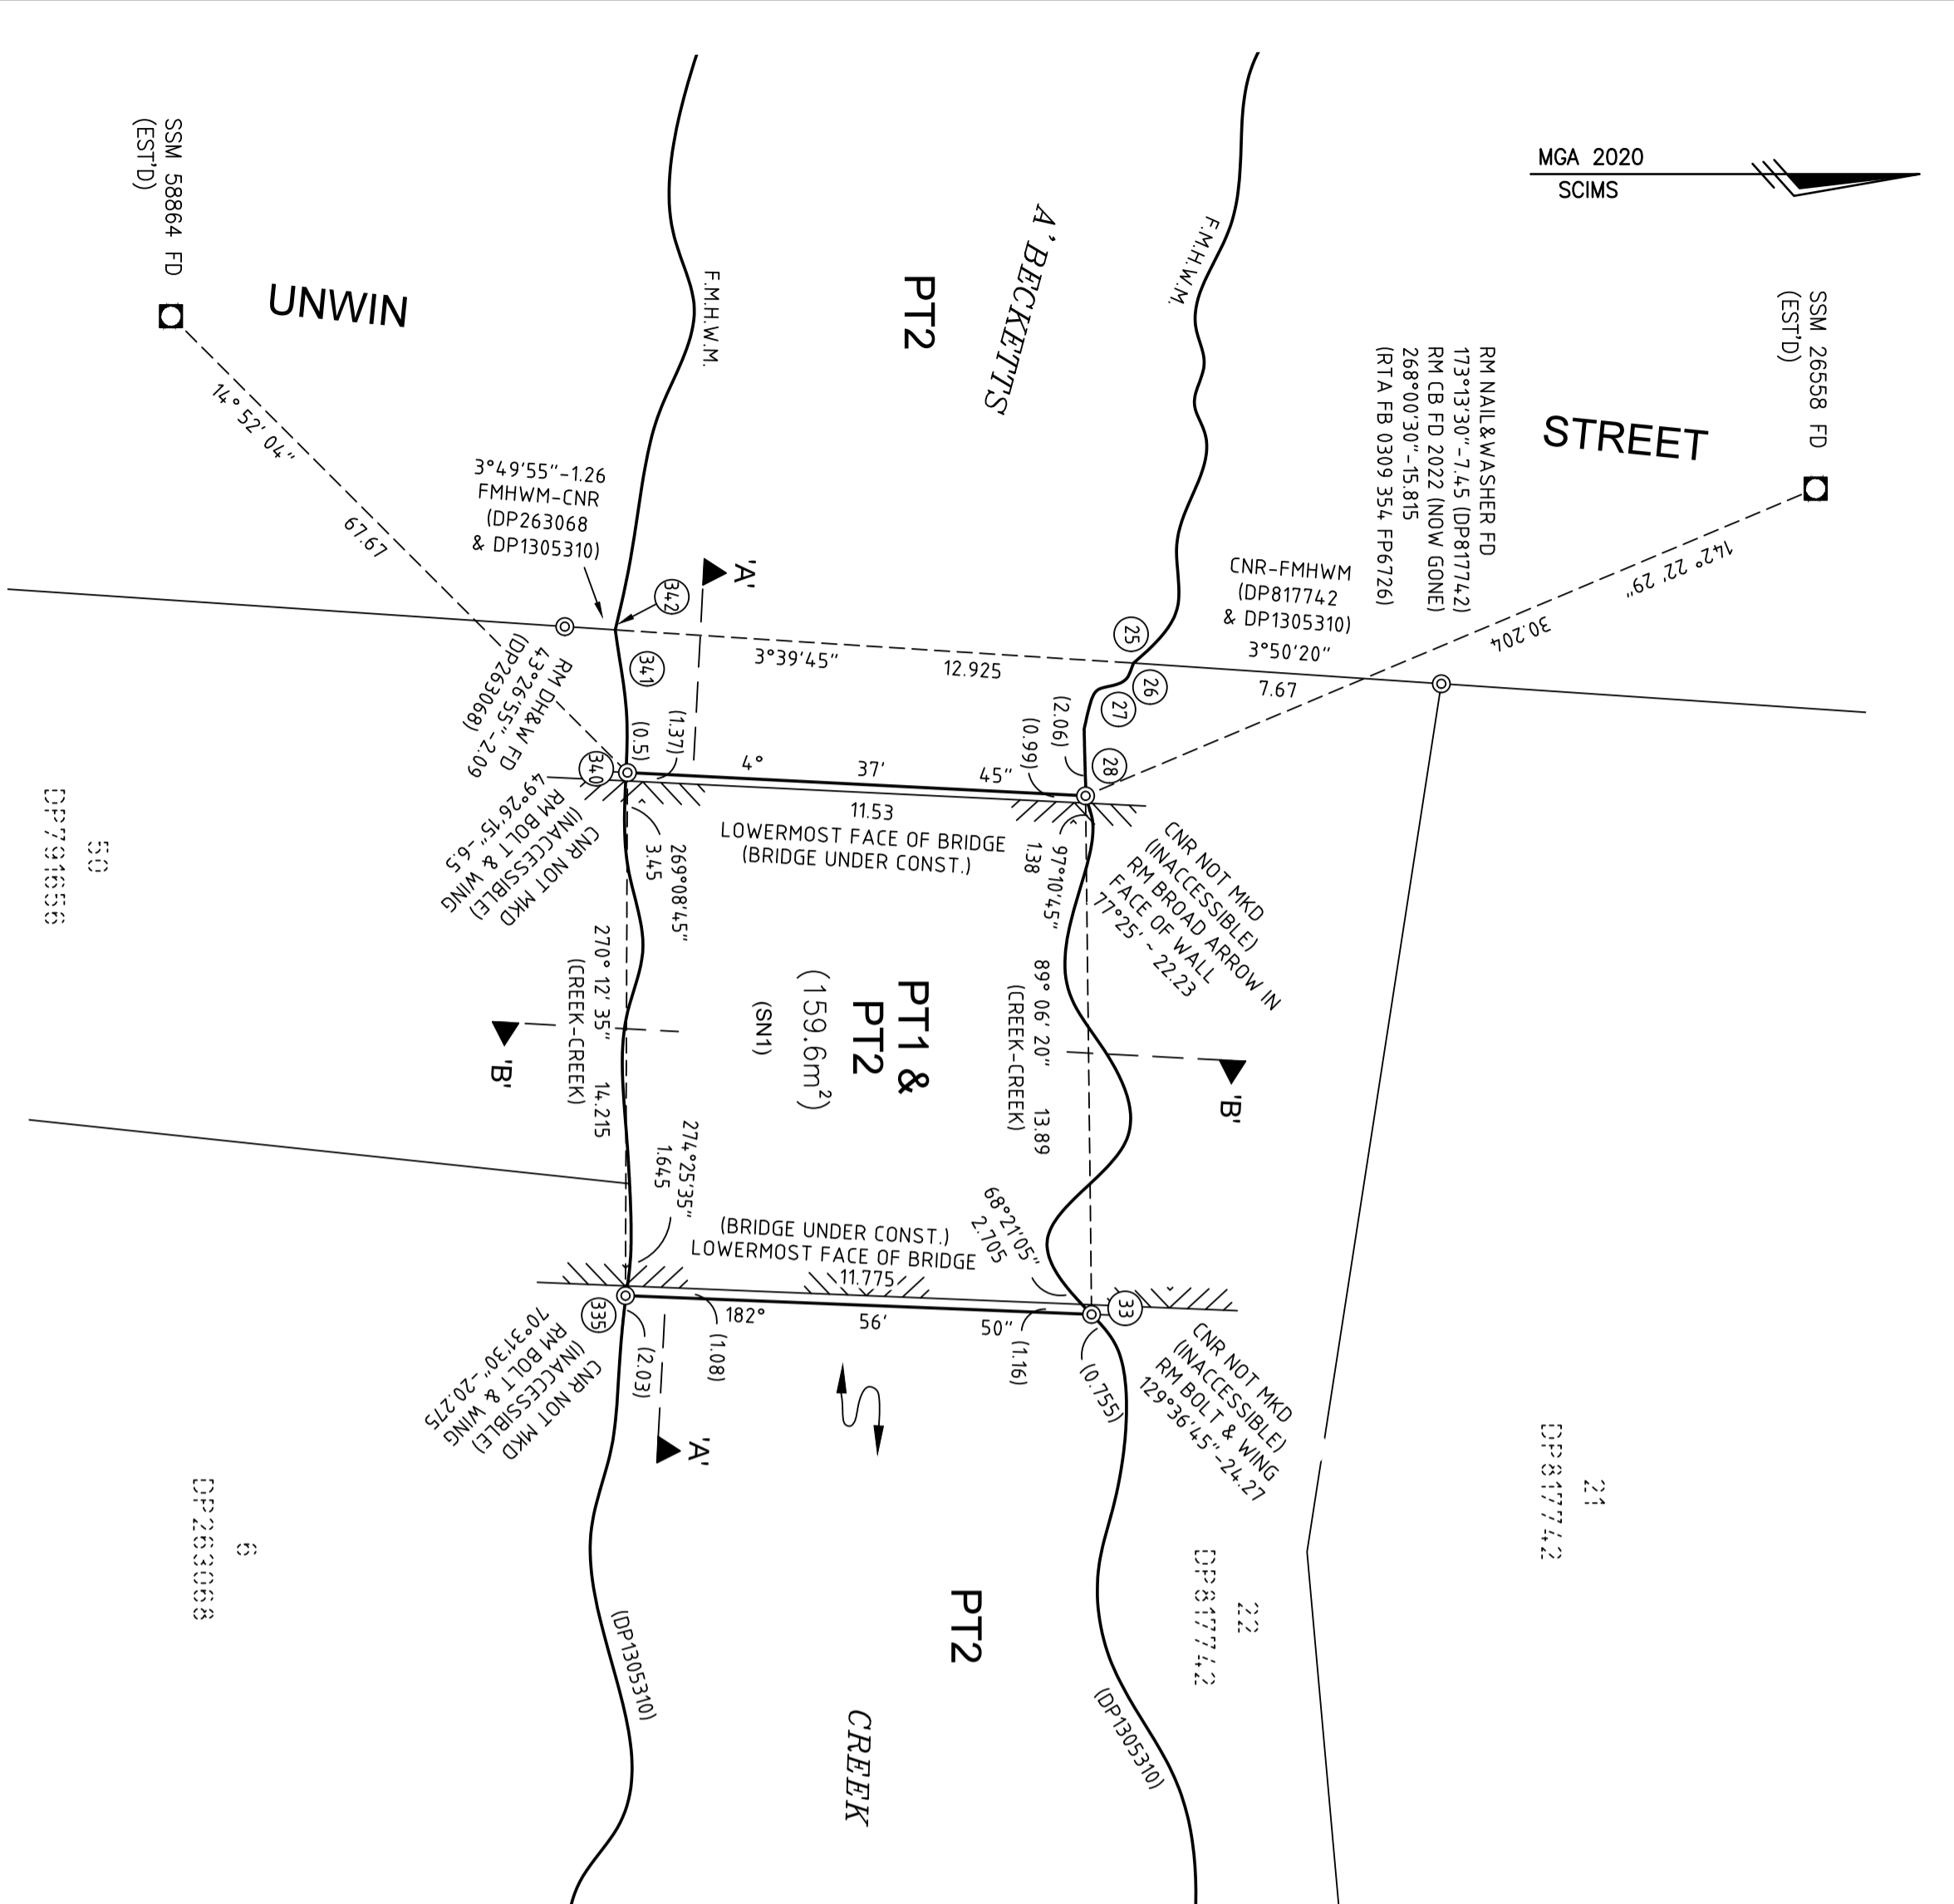 MGA 2020
SCIMS
SSM 58864 FD
(EST'D)
UNWIN
F.M.H.W.M.
PT2
A' BECKETTS
F.M.H.W.M.
SSM 26558 FD
(EST'D)
STREET
RM NAIL&WASHER FD
173°13'30"-7.45 (DP817742)
RM CB FD 2022 (NOW GONE)
268°00'30"-15.815
(RTA FB 0309 354 FP6726)
14° 52' 04"
67.67
142° 22' 29"
30.204
3°49'55"-1.26
FMHWM-CNR
(DP263068
& DP1305310)
342
'A'
CNR-FMHWM
(DP817742
& DP1305310)
3°50'20"
7.67
25
26
27
28
341
3°39'45"
12.925
RM DH&W FD
43°26'55"-2.09
(DP263068)
340
(0.5)
(1.37)
(2.06)
(0.99)
4° 37' 45"
11.53
LOWERMOST FACE OF BRIDGE
(BRIDGE UNDER CONST.)
CNR NOT MKD
(INACCESSIBLE)
RM BOLT & WING
49°26'15"-6.5
269°08'45"
3.445
97°10'45"
1.38
CNR NOT MKD
(INACCESSIBLE)
RM BROAD ARROW IN
FACE OF WALL
77°25' ~ 22.23
50
DP791656
270° 12' 35" 14.215
(CREEK-CREEK)
PT1 &
PT2
(159.6m²)
(SN1)
89° 06' 20" 13.89
(CREEK-CREEK)
'B'
'B'
274°25'35"
1.645
68°21'05"
2.705
(BRIDGE UNDER CONST.)
LOWERMOST FACE OF BRIDGE
11.775
182° 56' 50"
335
33
(2.03)
(1.08)
(1.16)
(0.755)
CNR NOT MKD
(INACCESSIBLE)
RM BOLT & WING
70°31'30"-20.275
CNR NOT MKD
(INACCESSIBLE)
RM BOLT & WING
129°36'45"-24.27
'A'
6
DP263068
21
DP817742
22
DP817742
PT2
(DP1305310)
(DP1305310)
CREEK